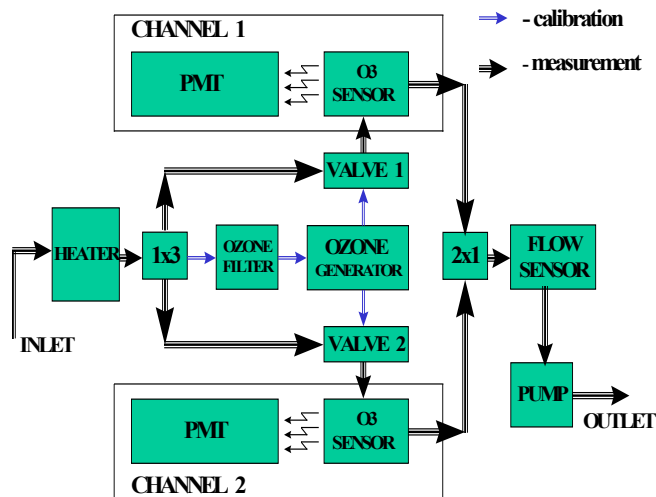 CHANNEL 1
- calibration
- measurement
PMT
O3
SENSOR
VALVE 1
HEATER
1x3
OZONE
FILTER
OZONE
GENERATOR
2x1
FLOW
SENSOR
INLET
VALVE 2
PUMP
OUTLET
PMT
O3
SENSOR
CHANNEL 2